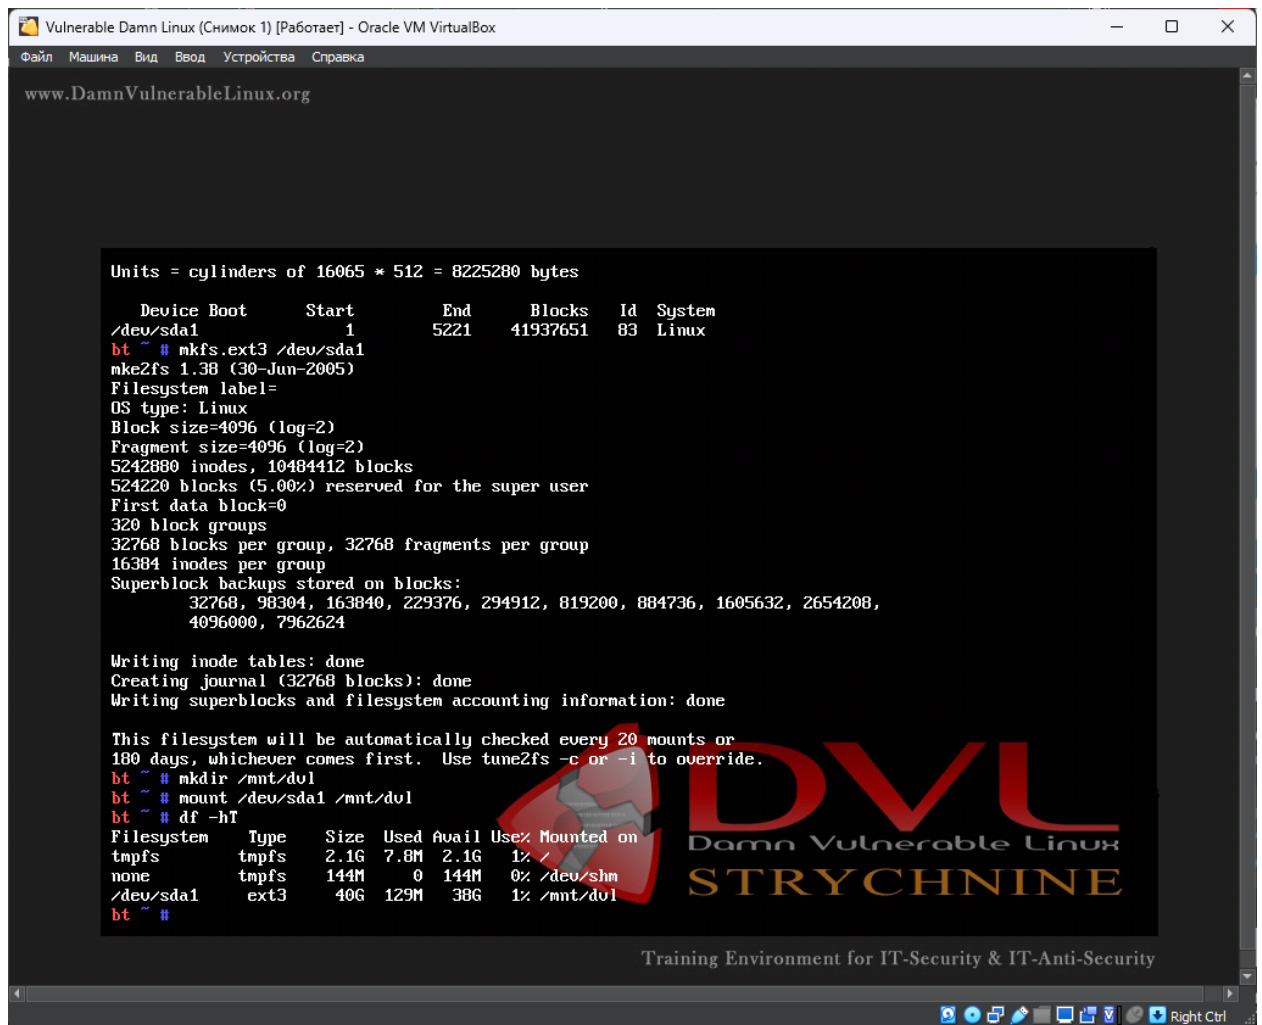 Vulnerable Damn Linux (Снимок 1) [Работает] - Oracle VM VirtualBox
Файл Машина Вид Ввод Устройства Справка
www.DamnVulnerableLinux.org
Units = cylinders of 16065 * 512 = 8225280 bytes
Device Boot Start End Blocks Id System
/dev/sda1 1 5221 41937651 83 Linux
bt ~ # mkfs.ext3 /dev/sda1
mke2fs 1.38 (30-Jun-2005)
Filesystem label=
OS type: Linux
Block size=4096 (log=2)
Fragment size=4096 (log=2)
5242880 inodes, 10484412 blocks
524220 blocks (5.00%) reserved for the super user
First data block=0
320 block groups
32768 blocks per group, 32768 fragments per group
16384 inodes per group
Superblock backups stored on blocks:
32768, 98304, 163840, 229376, 294912, 819200, 884736, 1605632, 2654208,
4096000, 7962624
Writing inode tables: done
Creating journal (32768 blocks): done
Writing superblocks and filesystem accounting information: done
This filesystem will be automatically checked every 20 mounts or
180 days, whichever comes first. Use tune2fs -c or -i to override.
bt ~ # mkdir /mnt/dvl
bt ~ # mount /dev/sda1 /mnt/dvl
bt ~ # df -hT
Filesystem Type Size Used Avail Use% Mounted on
tmpfs tmpfs 2.1G 7.8M 2.1G 1% /
none tmpfs 144M 0 144M 0% /dev/shm
/dev/sda1 ext3 40G 129M 38G 1% /mnt/dvl
bt ~ #
DVL
Damn Vulnerable Linux
STRYCHNINE
Training Environment for IT-Security & IT-Anti-Security
Right Ctrl